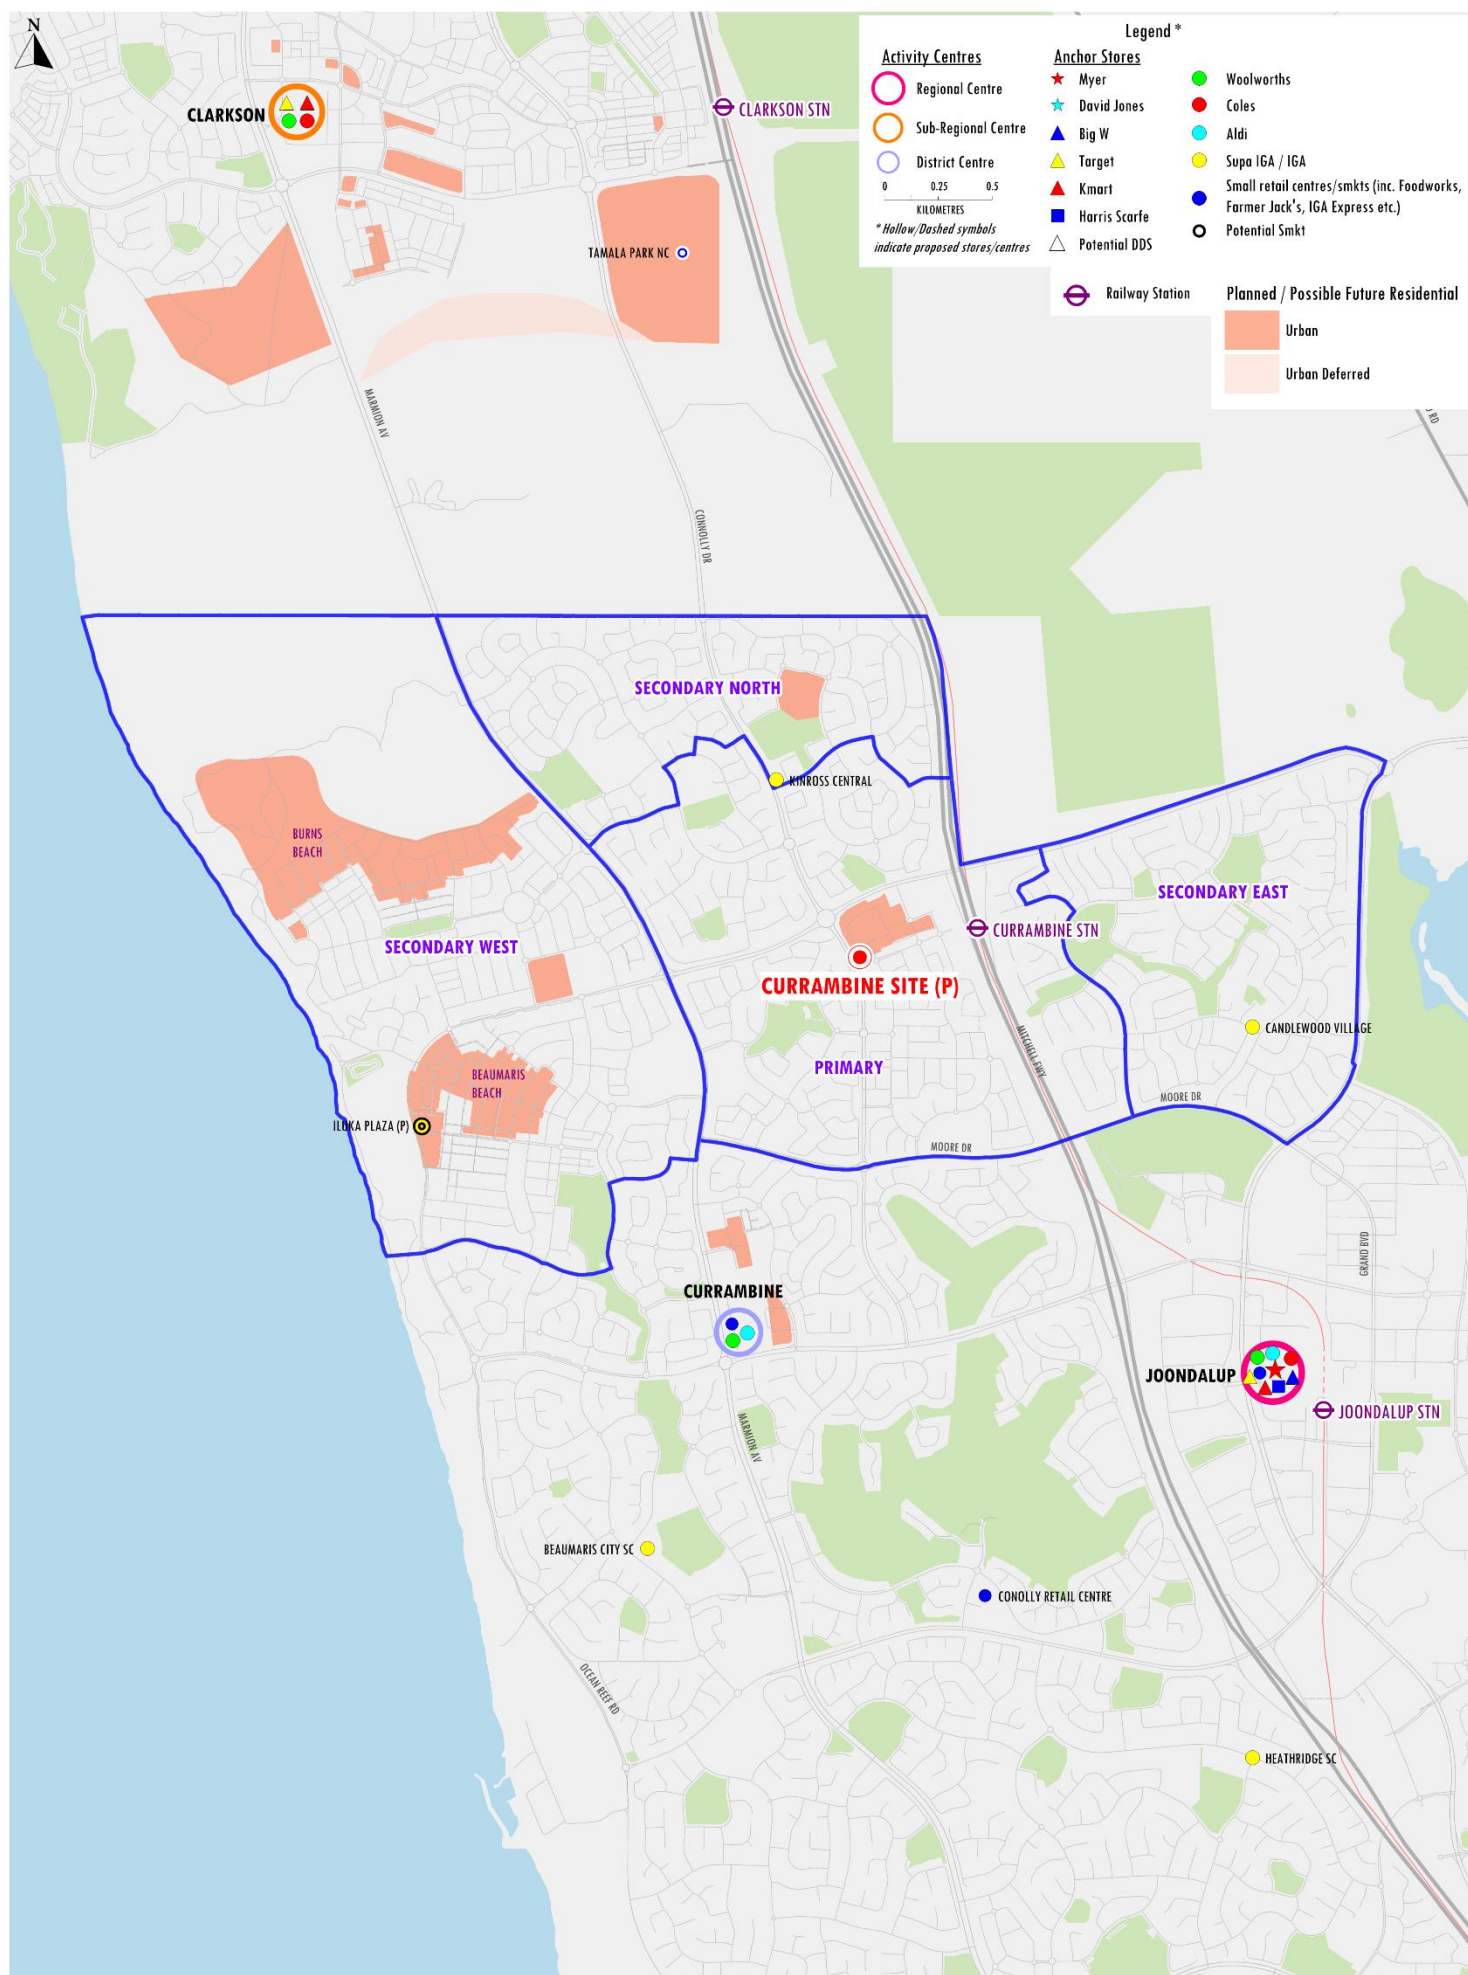 N
Legend *
Activity Centres
Regional Centre
Sub-Regional Centre
District Centre
0 0.25 0.5
KILOMETRES
* Hollow/Dashed symbols
indicate proposed stores/centres
Anchor Stores
Myer
David Jones
Big W
Target
Kmart
Harris Scarfe
Potential DDS
Woolworths
Coles
Aldi
Supa IGA / IGA
Small retail centres/smkts (inc. Foodworks,
Farmer Jack's, IGA Express etc.)
Potential Smkt
Railway Station
Planned / Possible Future Residential
Urban
Urban Deferred
CLARKSON
CLARKSON STN
TAMALA PARK NC
MARMION AV
RD
CONNOLLY DR
SECONDARY NORTH
KINROSS CENTRAL
BURNS
BEACH
SECONDARY EAST
SECONDARY WEST
CURRAMBINE STN
CURRAMBINE SITE (P)
CANDLEWOOD VILLAGE
MITCHELL FWY
PRIMARY
BEAUMARIS
BEACH
MOORE DR
ILUKA PLAZA (P)
MOORE DR
GRAND BVD
CURRAMBINE
JOONDALUP
JOONDALUP STN
MARMION AV
BEAUMARIS CITY SC
CONOLLY RETAIL CENTRE
OCEAN REEF RD
HEATHRIDGE SC